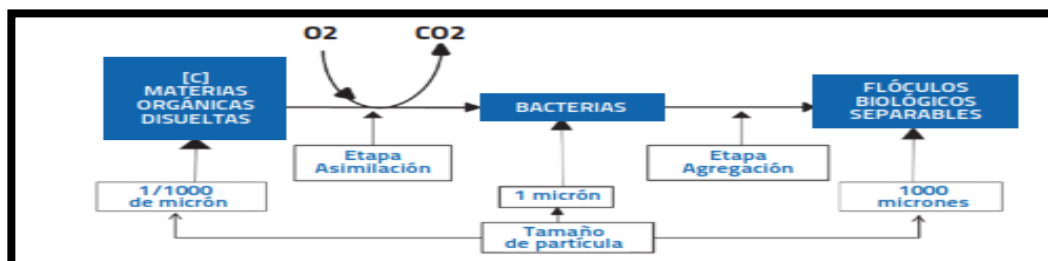 O2
CO2
[C]
MATERIAS
ORGÁNICAS
DISUELTAS
BACTERIAS
FLÓCULOS
BIOLÓGICOS
SEPARABLES
Etapa
Asimilación
Etapa
Agregación
1/1000
de micrón
1 micrón
1000
micrones
Tamaño
de partícula